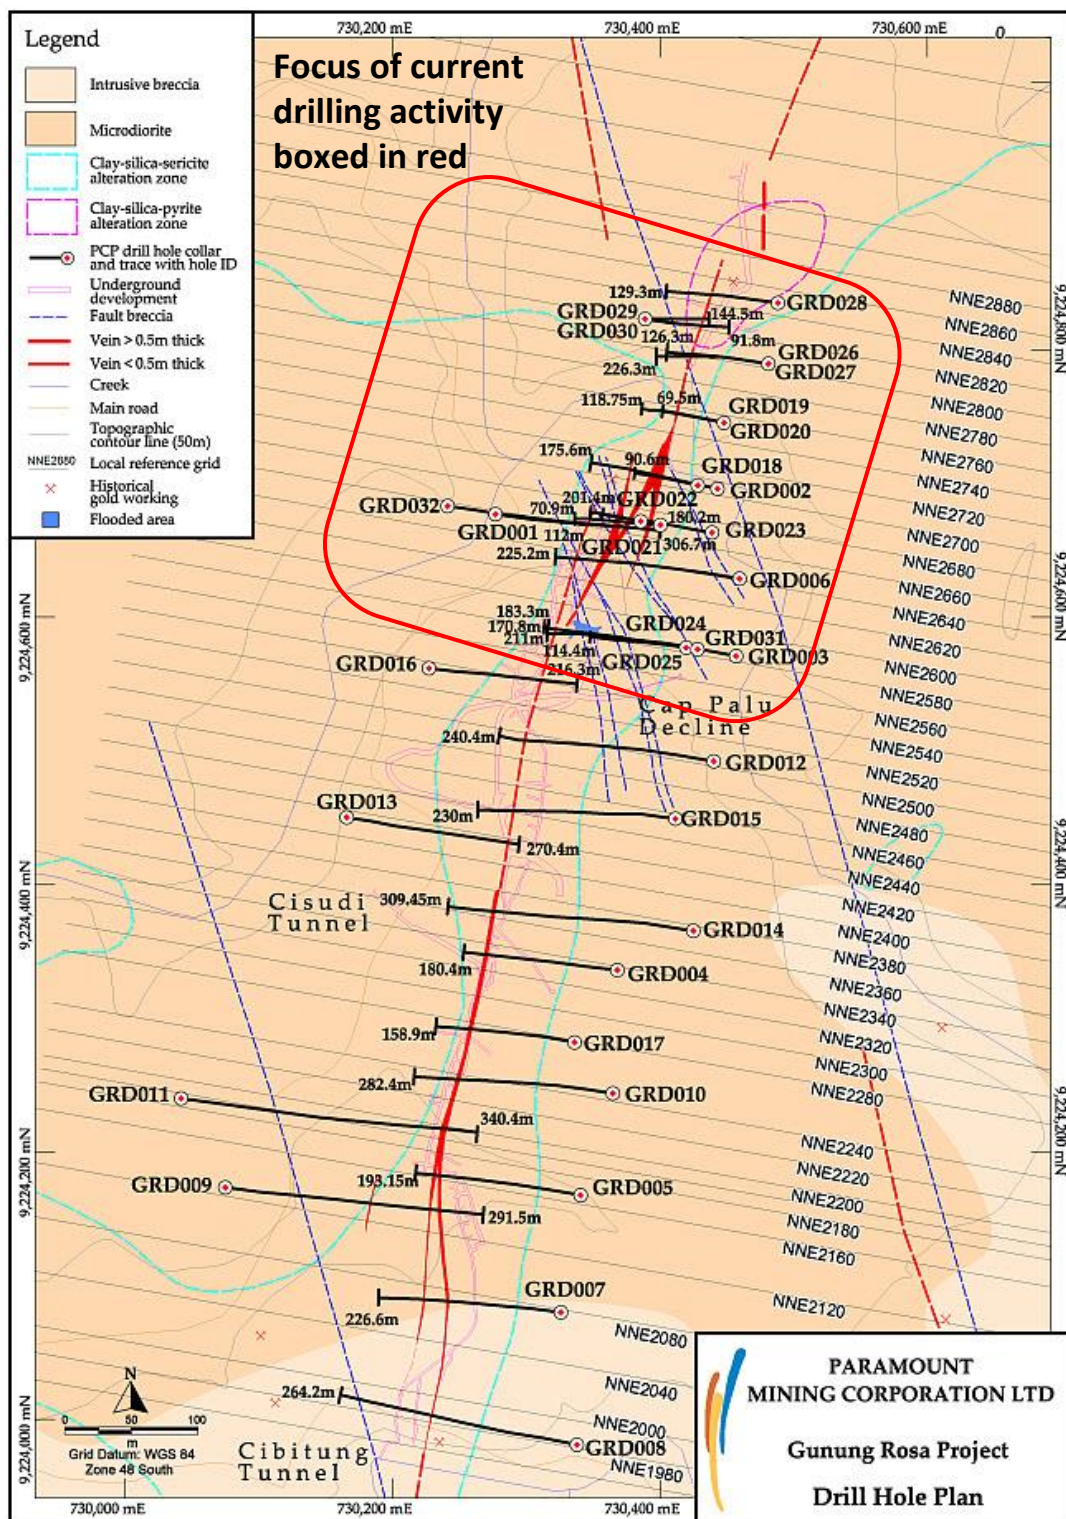 730,200 mE
730,400 mE
730,600 mE
Legend
Intrusive breccia
Microdiorite
Clay-silica-sericite
alteration zone
Clay-silica-pyrite
alteration zone
PCP drill hole collar
and trace with hole ID
Underground
development
Fault breccia
Vein > 0.5m thick
Vein < 0.5m thick
Creek
Main road
Topographic
contour line (50m)
NNE2680
Local reference grid
Historical
gold working
Flooded area
Focus of current
drilling activity
boxed in red
129.3m
GRD028
GRD029
144.5m
GRD030
126.3m
91.8m
GRD026
226.3m
GRD027
118.75m
69.5m
GRD019
GRD020
175.6m
90.6m
GRD018
GRD002
GRD032
201.4m
GRD022
70.9m
180.2m
GRD023
GRD001
112m
GRD021
306.7m
225.2m
GRD006
183.3m
170.8m
GRD024
211m
GRD031
114.4m
GRD025
GRD003
GRD016
216.3m
Cap Palu
Decline
240.4m
GRD012
GRD013
230m
GRD015
270.4m
Cisudi
Tunnel
309.45m
GRD014
180.4m
GRD004
158.9m
GRD017
282.4m
GRD010
GRD011
340.4m
193.15m
GRD005
GRD009
291.5m
GRD007
226.6m
264.2m
GRD008
Cibitung
Tunnel
NNE2880
NNE2860
NNE2840
NNE2820
NNE2800
NNE2780
NNE2760
NNE2740
NNE2720
NNE2700
NNE2680
NNE2660
NNE2640
NNE2620
NNE2600
NNE2580
NNE2560
NNE2540
NNE2520
NNE2500
NNE2480
NNE2460
NNE2440
NNE2420
NNE2400
NNE2380
NNE2360
NNE2340
NNE2320
NNE2300
NNE2280
NNE2240
NNE2220
NNE2200
NNE2180
NNE2160
NNE2120
NNE2080
NNE2040
NNE2000
NNE1980
9,224,800 mN
9,224,600 mN
9,224,400 mN
9,224,200 mN
9,224,600 mN
9,224,400 mN
9,224,200 mN
9,224,000 mN
N
0 50 100
m
Grid Datum: WGS 84
Zone 48 South
730,000 mE
730,200 mE
730,400 mE
PARAMOUNT
MINING CORPORATION LTD
Gunung Rosa Project
Drill Hole Plan